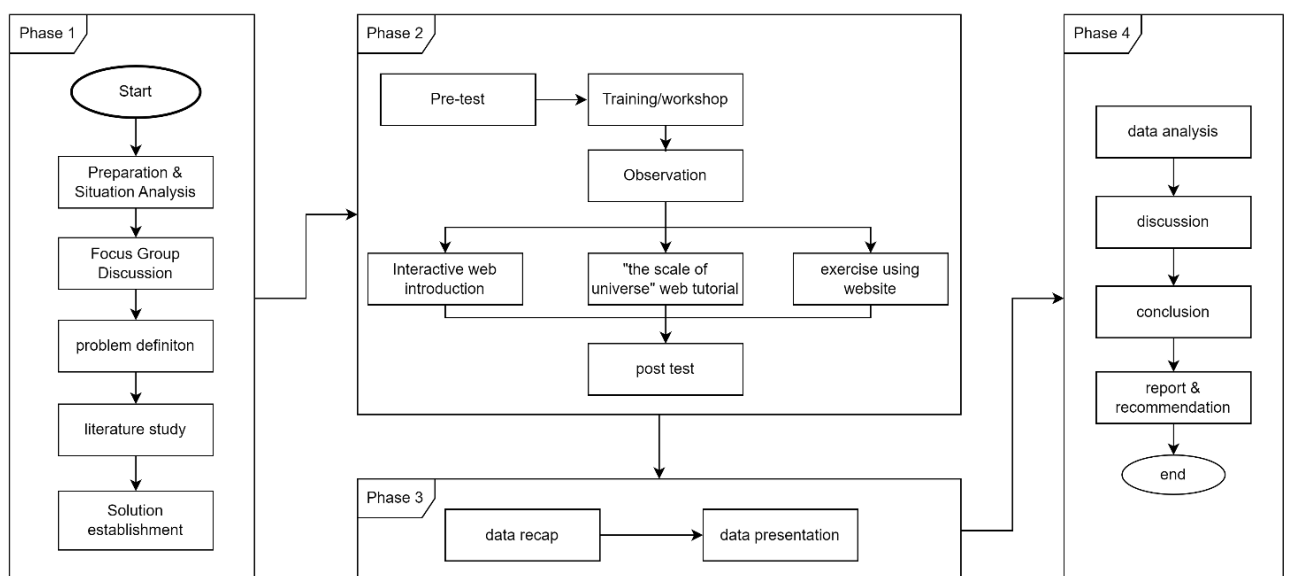 Phase 1
Start
Preparation &
Situation Analysis
Focus Group
Discussion
problem definiton
literature study
Solution
establishment
Phase 2
Pre-test
Training/workshop
Observation
Interactive web
introduction
"the scale of
universe" web tutorial
exercise using
website
post test
Phase 3
data recap
data presentation
Phase 4
data analysis
discussion
conclusion
report &
recommendation
end